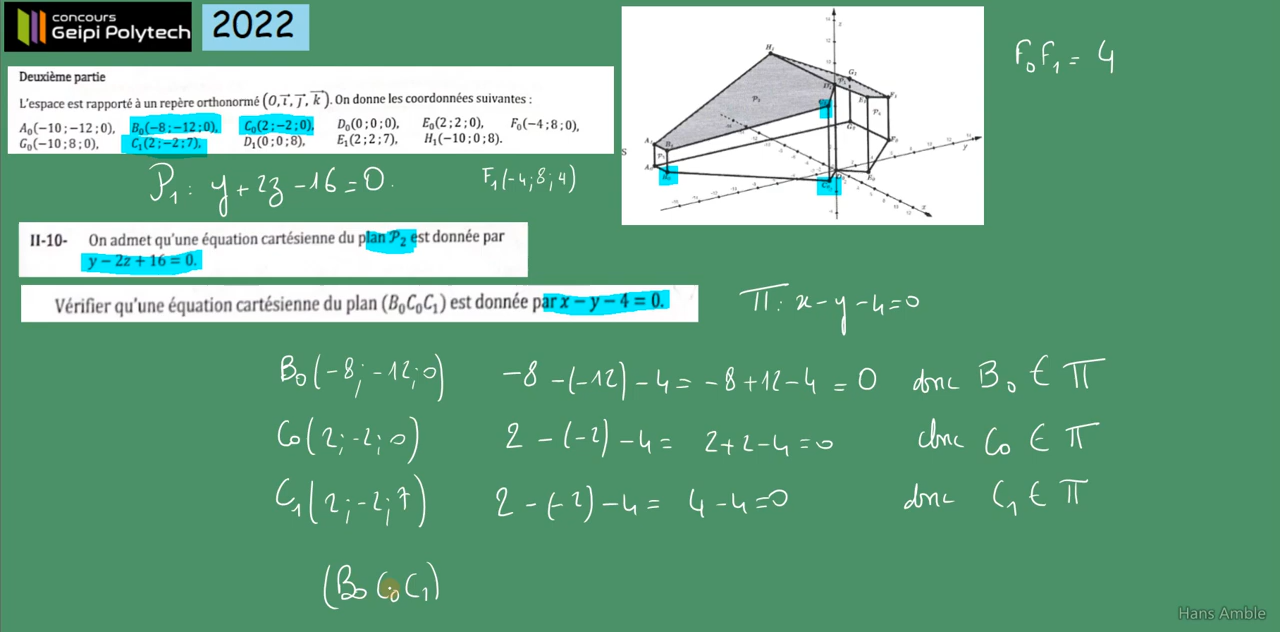 concours
Geipi Polytech
2022
F₀F₁ = 4
Deuxième partie
L'espace est rapporté à un repère orthonormé (O, i⃗, j⃗, k⃗). On donne les coordonnées suivantes :
A₀(−10 ; −12 ; 0), B₀(−8 ; −12 ; 0), C₀(2 ; −2 ; 0), D₀(0 ; 0 ; 0), E₀(2 ; 2 ; 0), F₀(−4 ; 8 ; 0),
G₀(−10 ; 8 ; 0), C₁(2 ; −2 ; 7), D₁(0 ; 0 ; 8), E₁(2 ; 2 ; 7), H₁(−10 ; 0 ; 8).
P₁ : y + 2z − 16 = 0. F₁(−4 ; 8 ; 4)
II-10- On admet qu'une équation cartésienne du plan P₂ est donnée par
y − 2z + 16 = 0.
Vérifier qu'une équation cartésienne du plan (B₀C₀C₁) est donnée par x − y − 4 = 0.
Π : x − y − 4 = 0
B₀(−8 ; −12 ; 0) −8 − (−12) − 4 = −8 + 12 − 4 = 0 donc B₀ ∈ Π
C₀(2 ; −2 ; 0) 2 − (−2) − 4 = 2 + 2 − 4 = 0 donc C₀ ∈ Π
C₁(2 ; −2 ; 7) 2 − (−2) − 4 = 4 − 4 = 0 donc C₁ ∈ Π
(B₀ C₀ C₁)
Hans Amble